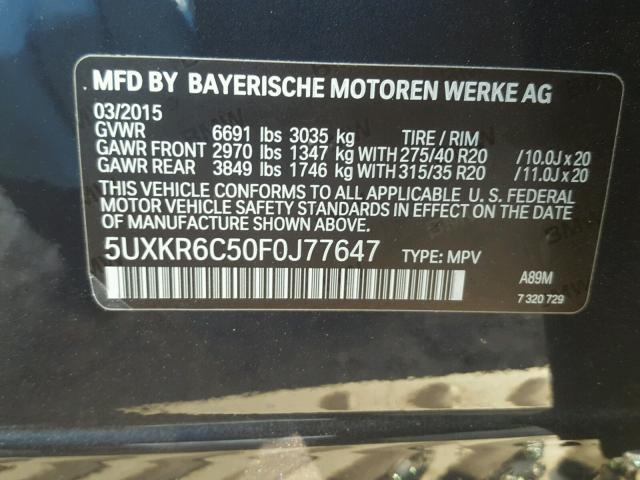 MFD BY BAYERISCHE MOTOREN WERKE AG
03/2015
GVWR 6691 lbs 3035 kg TIRE / RIM
GAWR FRONT 2970 lbs 1347 kg WITH 275/40 R20 /10.0J x 20
GAWR REAR 3849 lbs 1746 kg WITH 315/35 R20 /11.0J x 20
THIS VEHICLE CONFORMS TO ALL APPLICABLE U. S. FEDERAL
MOTOR VEHICLE SAFETY STANDARDS IN EFFECT ON THE DATE
OF MANUFACTURE SHOWN ABOVE.
5UXKR6C50F0J77647 TYPE: MPV
A89M
7 320 729